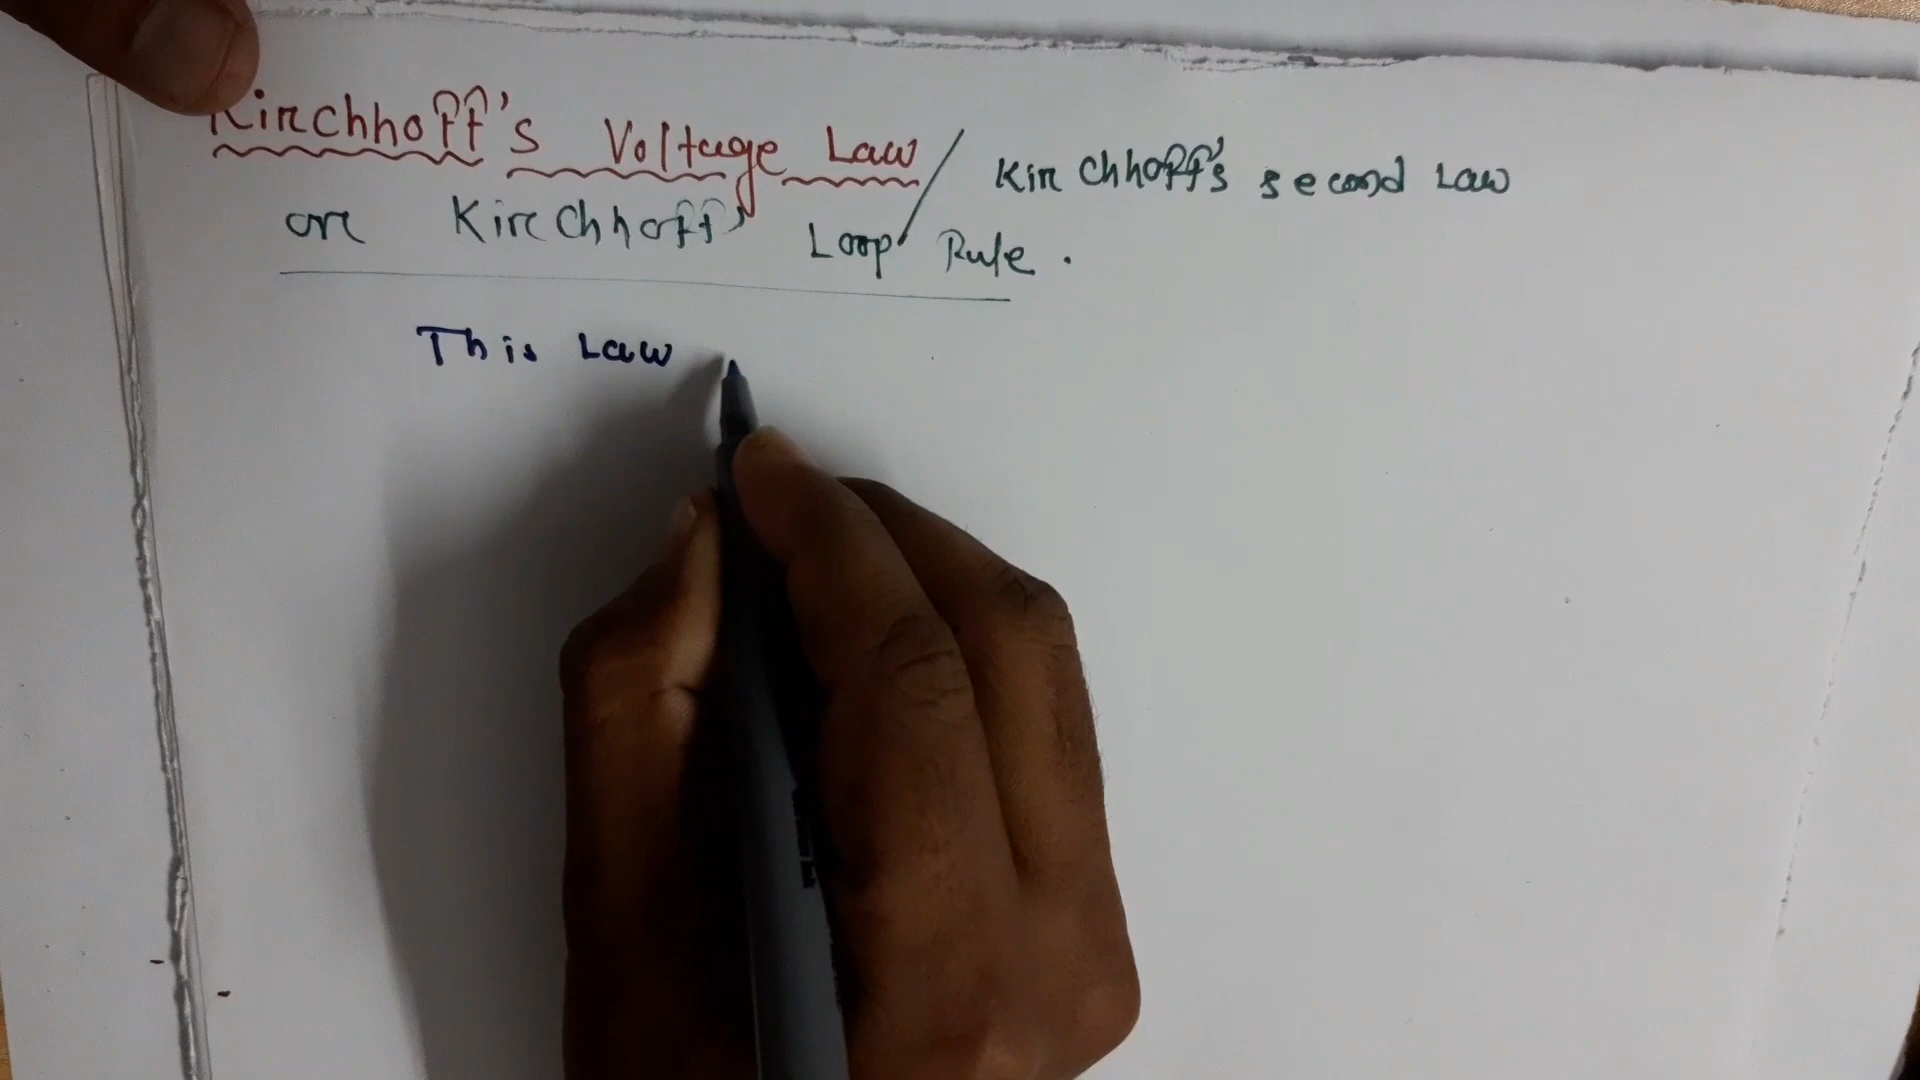 Kirchhoff's Voltage Law / Kirchhoff's second Law
or Kirchhoff' Loop Rule.
This Law